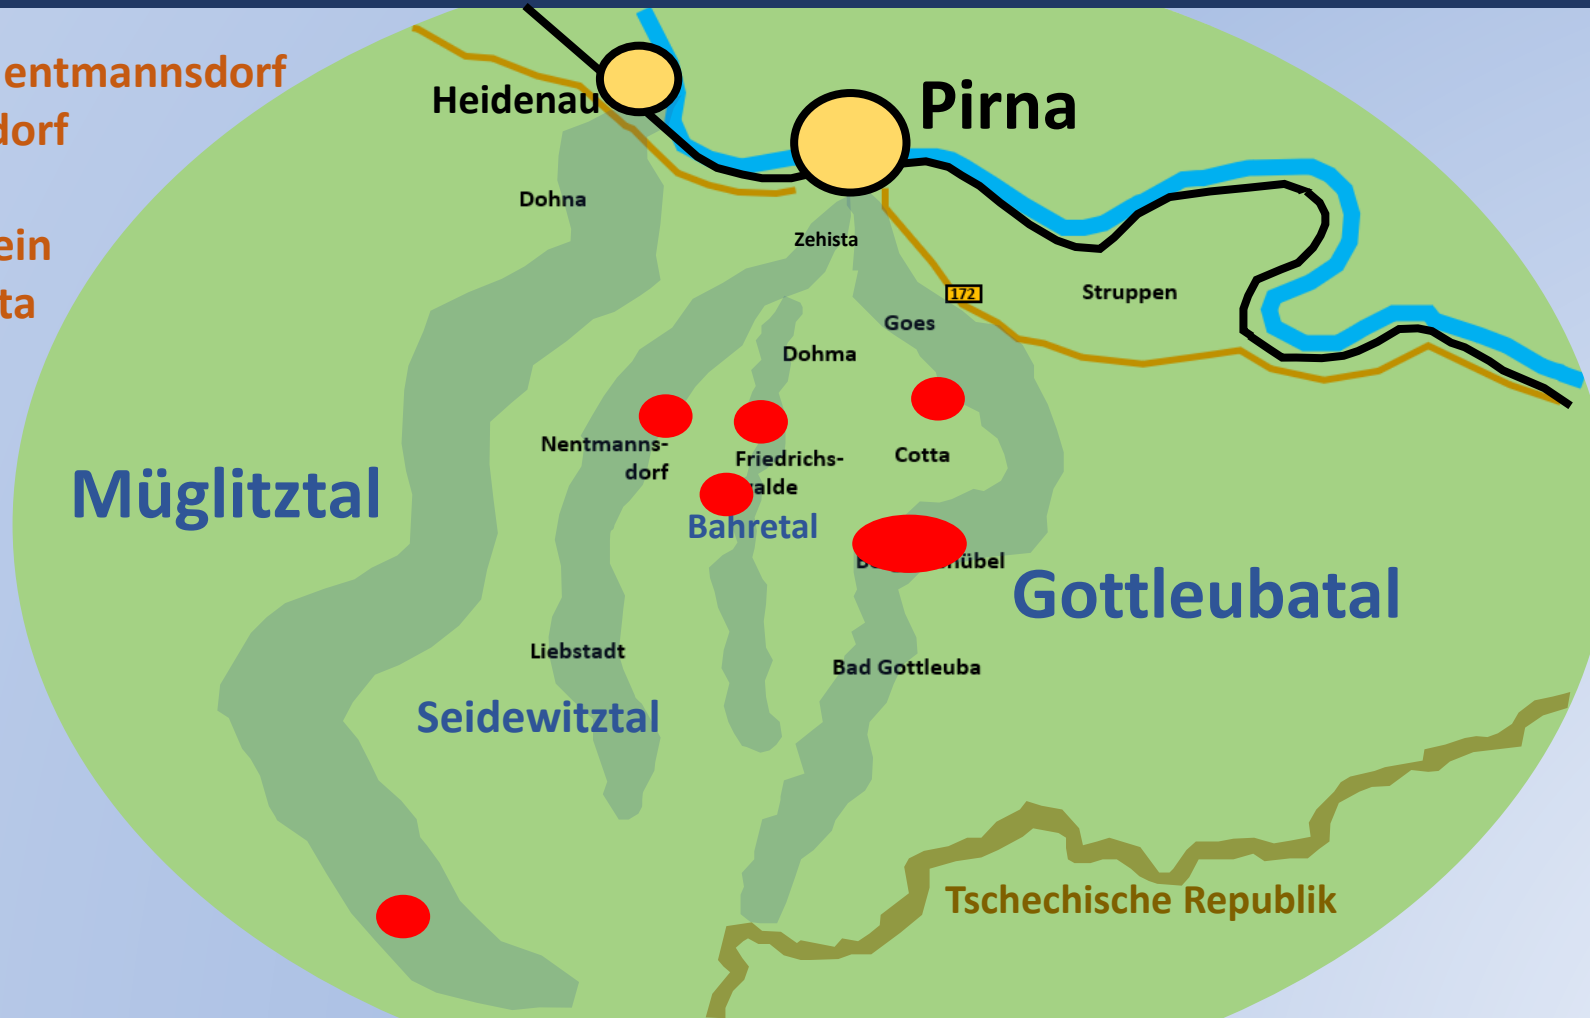 entmannsdorf
dorf
ein
ta
Heidenau
Pirna
Dohna
Zehista
172
Struppen
Goes
Dohma
Nentmanns-
dorf
Friedrichs-
alde
Cotta
Müglitztal
Bahretal
übel
Gottleubatal
Liebstadt
Bad Gottleuba
Seidewitztal
Tschechische Republik